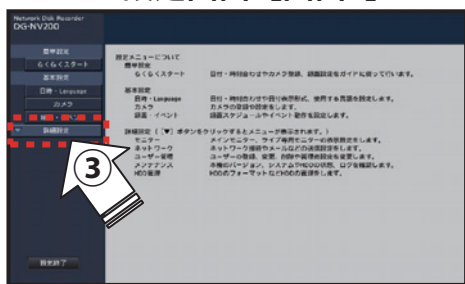 Network Disk Recorder
DG-NV200
簡単設定
らくらくスタート
基本設定
日時・Language
カメラ
詳細設定
設定終了
③
設定メニューについて
簡単設定
らくらくスタート 日付・時刻合わせやカメラ登録、録画設定をガイドに従って行います。
基本設定
日時・Language 日付・時刻合わせや日付表示形式、使用する言語を設定します。
カメラ カメラの登録や設定をします。
録画・イベント 録画スケジュールやイベント動作を設定します。
詳細設定([▼]ボタンをクリックするとメニューが表示されます。)
モニター メインモニター、ライブ専用モニターの表示設定をします。
ネットワーク ネットワーク接続やメールなどの通信設定をします。
ユーザー管理 ユーザーの登録、変更、削除や管理者設定を変更します。
メンテナンス 本機のバージョン、システムやHDDの状態、ログを確認します。
HDD管理 HDDのフォーマットなどHDDの管理をします。